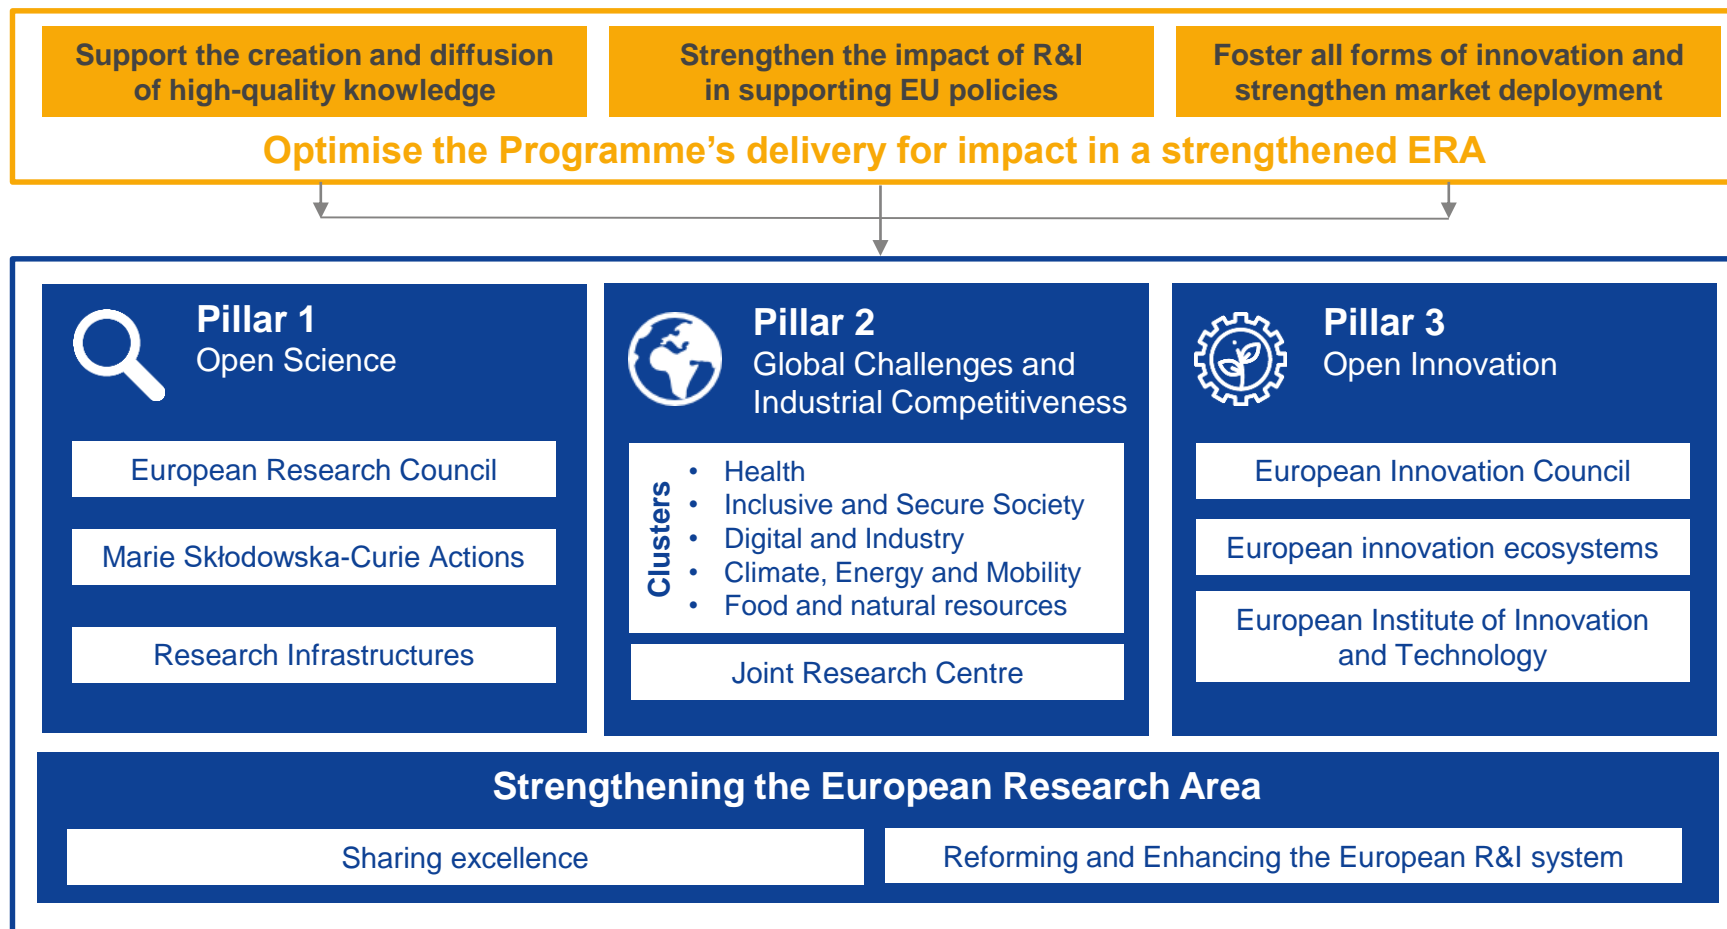 Support the creation and diffusion
of high-quality knowledge
Strengthen the impact of R&I
in supporting EU policies
Foster all forms of innovation and
strengthen market deployment
Optimise the Programme’s delivery for impact in a strengthened ERA
Pillar 1
Open Science
European Research Council
Marie Skłodowska-Curie Actions
Research Infrastructures
Pillar 2
Global Challenges and
Industrial Competitiveness
Clusters
• Health
• Inclusive and Secure Society
• Digital and Industry
• Climate, Energy and Mobility
• Food and natural resources
Joint Research Centre
Pillar 3
Open Innovation
European Innovation Council
European innovation ecosystems
European Institute of Innovation
and Technology
Strengthening the European Research Area
Sharing excellence
Reforming and Enhancing the European R&I system